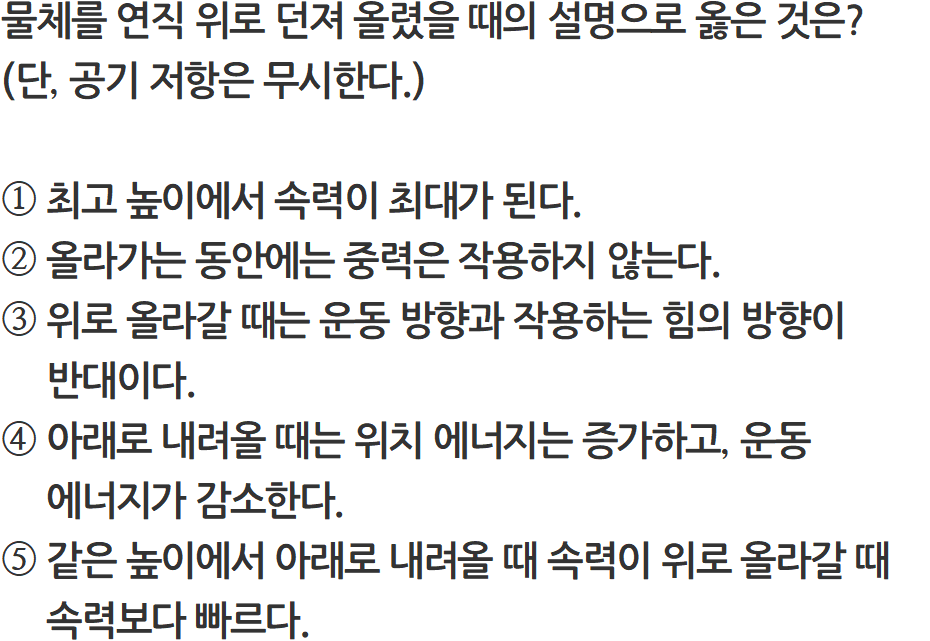 물체를 연직 위로 던져 올렸을 때의 설명으로 옳은 것은?
(단, 공기 저항은 무시한다.)
① 최고 높이에서 속력이 최대가 된다.
② 올라가는 동안에는 중력은 작용하지 않는다.
③ 위로 올라갈 때는 운동 방향과 작용하는 힘의 방향이
반대이다.
④ 아래로 내려올 때는 위치 에너지는 증가하고, 운동
에너지가 감소한다.
⑤ 같은 높이에서 아래로 내려올 때 속력이 위로 올라갈 때
속력보다 빠르다.